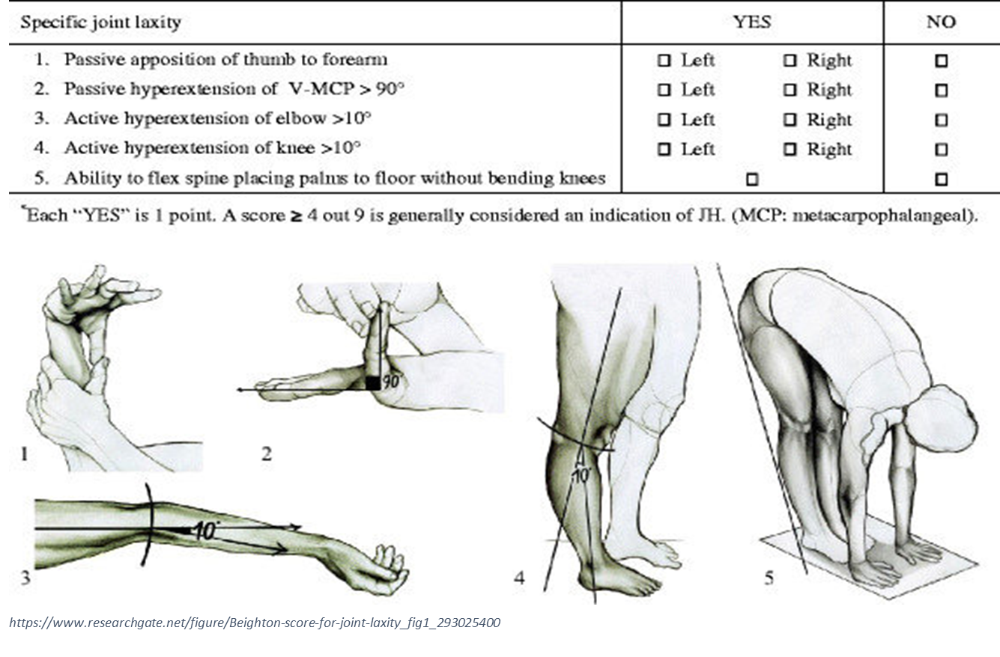 Specific joint laxity YES NO
1. Passive apposition of thumb to forearm ☐ Left ☐ Right ☐
2. Passive hyperextension of V-MCP > 90° ☐ Left ☐ Right ☐
3. Active hyperextension of elbow >10° ☐ Left ☐ Right ☐
4. Active hyperextension of knee >10° ☐ Left ☐ Right ☐
5. Ability to flex spine placing palms to floor without bending knees ☐ ☐
*Each “YES” is 1 point. A score ≥ 4 out 9 is generally considered an indication of JH. (MCP: metacarpophalangeal).
90°
1
2
10°
3
10°
4
5
https://www.researchgate.net/figure/Beighton-score-for-joint-laxity_fig1_293025400